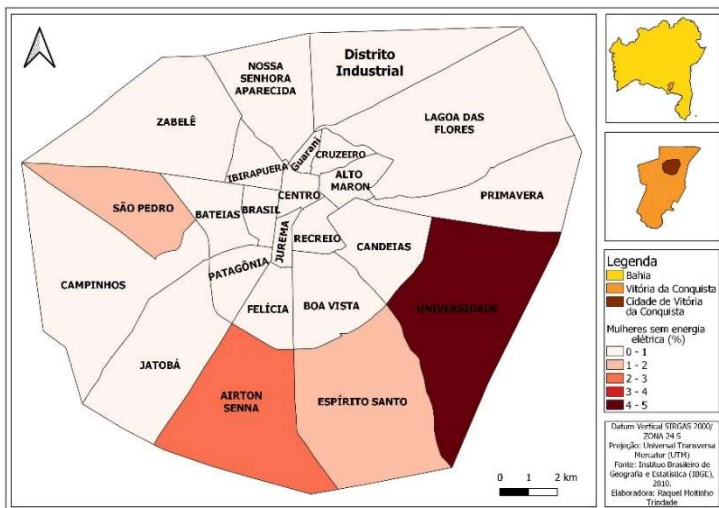 Distrito
Industrial
NOSSA
SENHORA
APARECIDA
ZABELÊ
LAGOA DAS
FLORES
Guarani
CRUZEIRO
IBIRAPUERA
ALTO
MARON
CENTRO
PRIMAVERA
SÃO PEDRO
BATEIAS
BRASIL
JUREMA
RECREIO
CANDEIAS
PATAGÔNIA
CAMPINHOS
FELÍCIA
BOA VISTA
UNIVERSIDADE
JATOBÁ
AIRTON
SENNA
ESPÍRITO SANTO
0 1 2 km
Legenda
Bahia
Vitória da Conquista
Cidade de Vitória
da Conquista
Mulheres sem energia
elétrica (%)
0 - 1
1 - 2
2 - 3
3 - 4
4 - 5
Datum Vertical SIRGAS 2000/
ZONA 24 S
Projeção: Universal Transversa
Mercatur (UTM)
Fonte: Instituo Brasileiro de
Geografia e Estatística (IBGE),
2010.
Elaboradora: Raquel Moitinho
Trindade